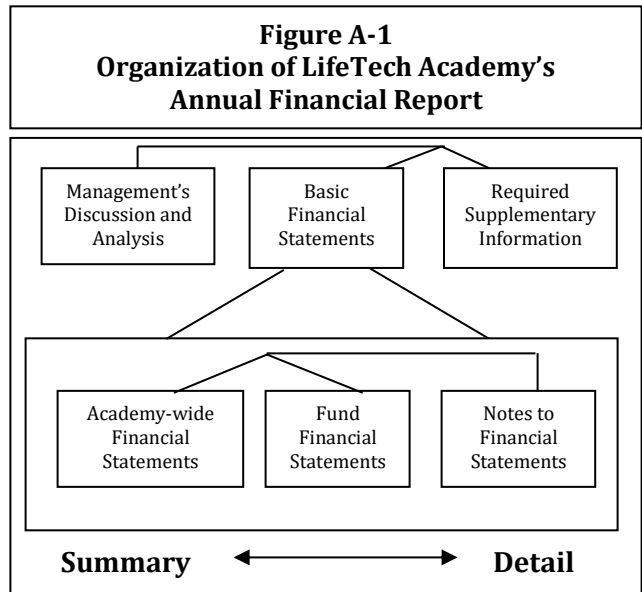 Figure A-1
Organization of LifeTech Academy’s
Annual Financial Report
Management’s
Discussion and
Analysis
Basic
Financial
Statements
Required
Supplementary
Information
Academy-wide
Financial
Statements
Fund
Financial
Statements
Notes to
Financial
Statements
Summary
Detail